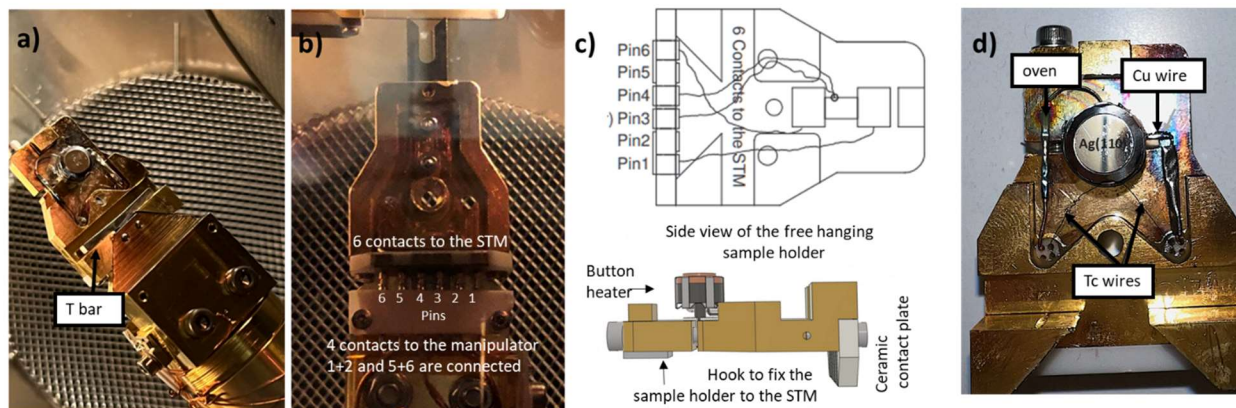 a)
T bar
b)
6 contacts to the STM
6 5 4 3 2 1
Pins
4 contacts to the manipulator
1+2 and 5+6 are connected
c)
Pin6
Pin5
Pin4
) Pin3
Pin2
Pin1
6 Contacts to the STM
Side view of the free hanging
sample holder
Button
heater
Hook to fix the
sample holder to the STM
Ceramic
contact plate
d)
oven
Cu wire
Ag(110)
Tc wires